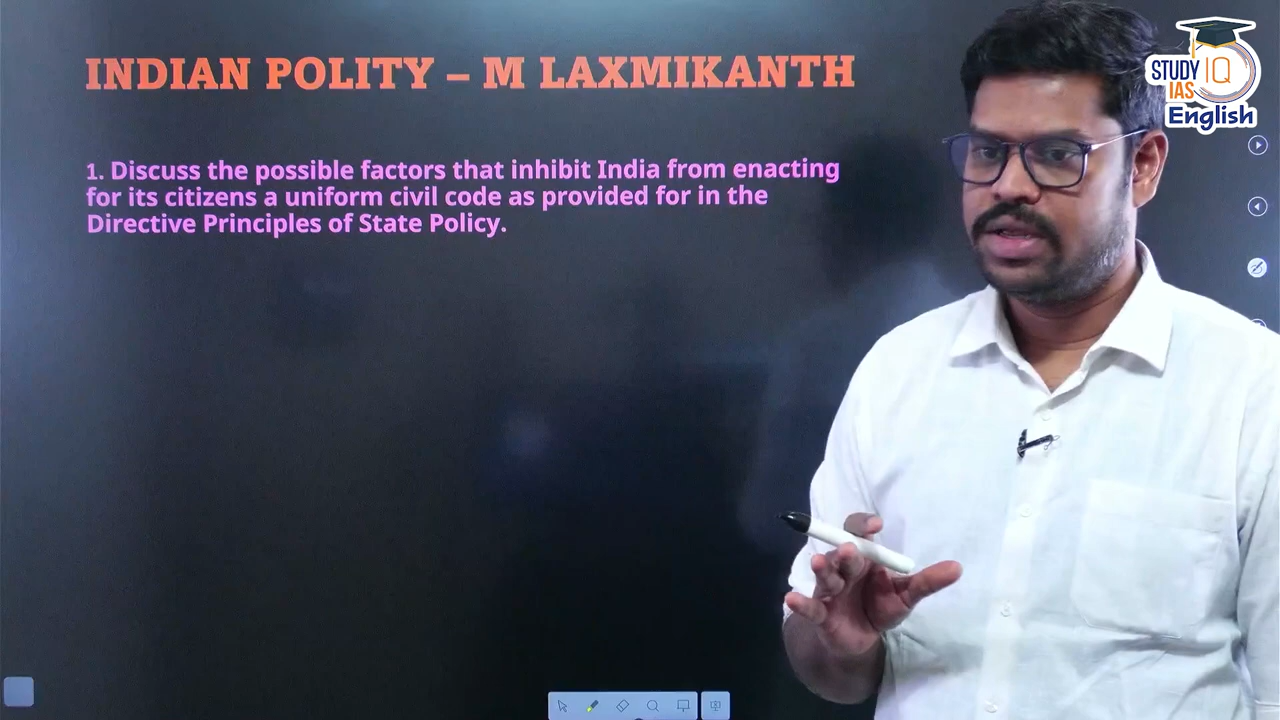 INDIAN POLITY – M LAXMIKANTH
STUDY IQ
IAS
English
1. Discuss the possible factors that inhibit India from enacting
for its citizens a uniform civil code as provided for in the
Directive Principles of State Policy.